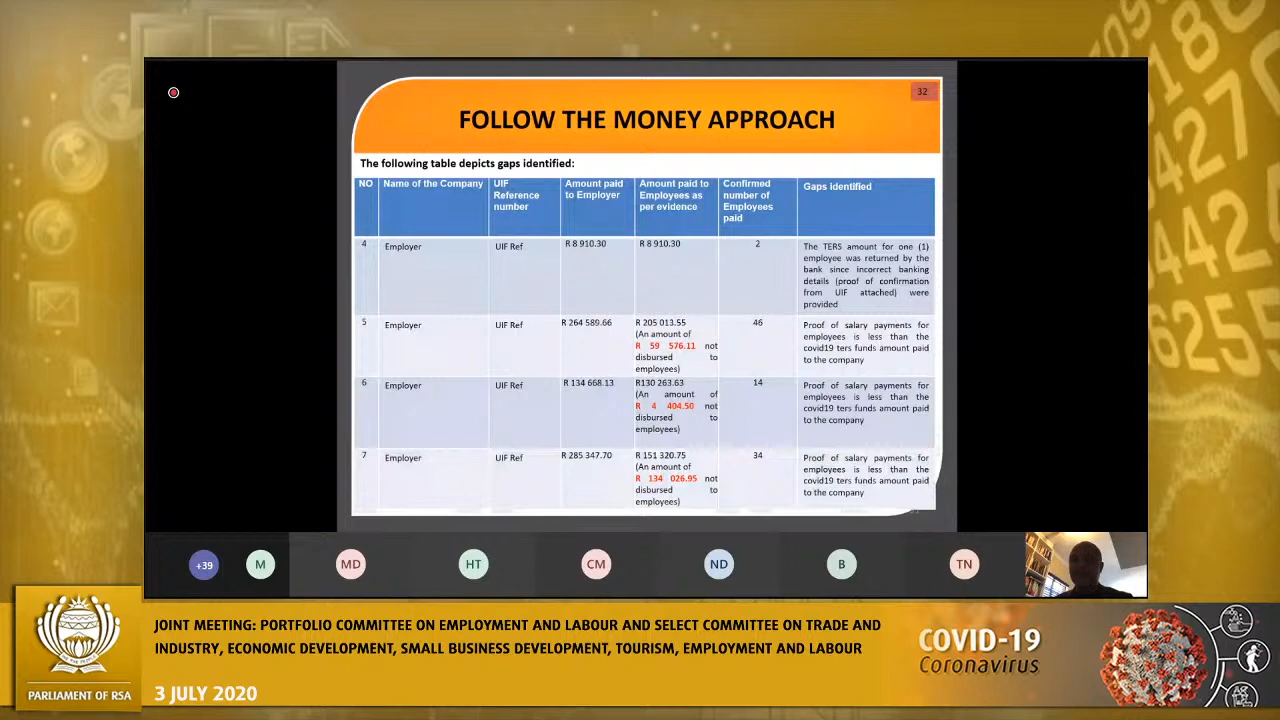 32
FOLLOW THE MONEY APPROACH
The following table depicts gaps identified:
NO
Name of the Company
UIF
Reference
number
Amount paid
to Employer
Amount paid to
Employees as
per evidence
Confirmed
number of
Employees
paid
Gaps identified
4
Employer
UIF Ref
R 8 910.30
R 8 910.30
2
The TERS amount for one (1)
employee was returned by the
bank since incorrect banking
details (proof of confirmation
from UIF attached) were
provided
5
Employer
UIF Ref
R 264 589.66
R 205 013.55
(An amount of
R 59 576.11 not
disbursed to
employees)
46
Proof of salary payments for
employees is less than the
covid19 ters funds amount paid
to the company
6
Employer
UIF Ref
R 134 668.13
R130 263.63
(An amount of
R 4 404.50 not
disbursed to
employees)
14
Proof of salary payments for
employees is less than the
covid19 ters funds amount paid
to the company
7
Employer
UIF Ref
R 285 347.70
R 151 320.75
(An amount of
R 134 026.95 not
disbursed to
employees)
34
Proof of salary payments for
employees is less than the
covid19 ters funds amount paid
to the company
+39
M
MD
HT
CM
ND
B
TN
JOINT MEETING: PORTFOLIO COMMITTEE ON EMPLOYMENT AND LABOUR AND SELECT COMMITTEE ON TRADE AND
INDUSTRY, ECONOMIC DEVELOPMENT, SMALL BUSINESS DEVELOPMENT, TOURISM, EMPLOYMENT AND LABOUR
3 JULY 2020
PARLIAMENT OF RSA
COVID-19
Coronavirus